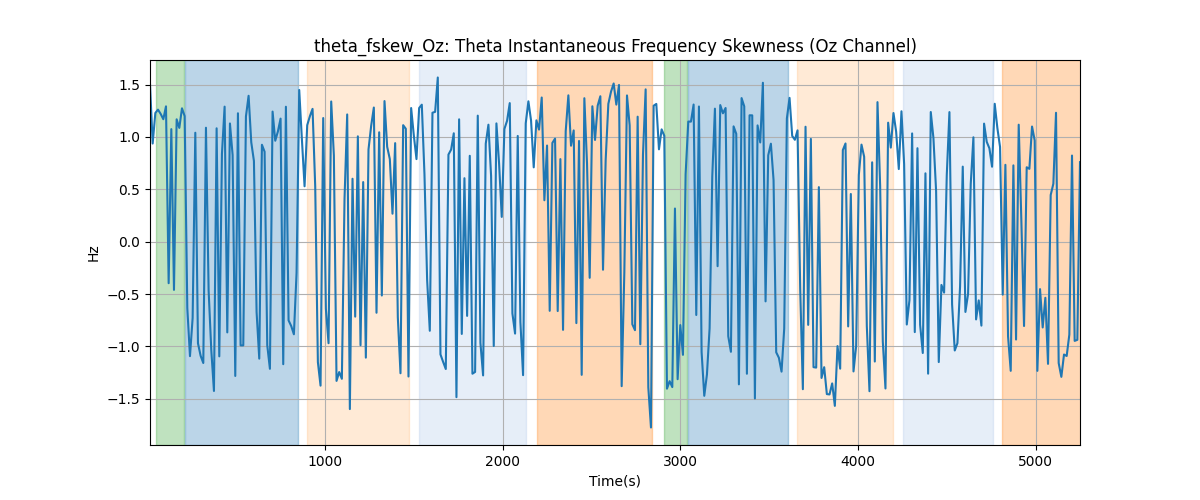 theta_fskew_Oz: Theta Instantaneous Frequency Skewness (Oz Channel)
1.5
1.0
0.5
0.0
−0.5
−1.0
−1.5
Hz
1000 2000 3000 4000 5000
Time(s)